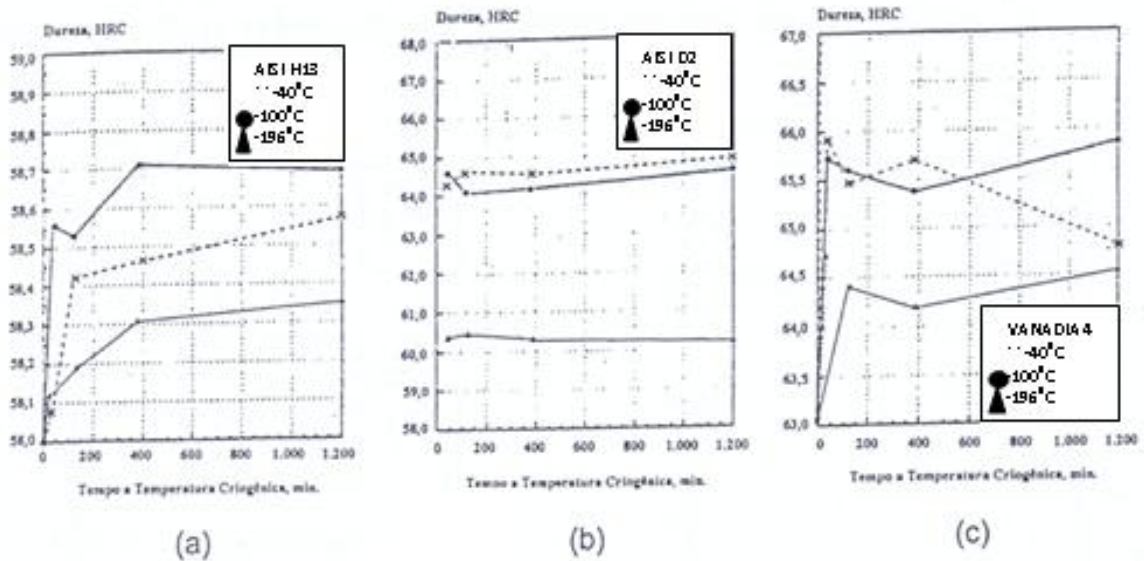 Dureza, HRC
59,0
58,9
58,8
58,7
58,6
58,5
58,4
58,3
58,2
58,1
58,0
AISI H13
-40°C
-100°C
-196°C
0
200
400
600
800
1.000
1.200
Tempo a Temperatura Criogênica, min.
(a)
Dureza, HRC
68,0
67,0
66,0
65,0
64,0
63,0
61,0
62,0
60,0
59,0
58,0
AISI D2
-40°C
-100°C
-196°C
0
200
400
600
800
1.000
1.200
Tempo a Temperatura Criogênica, min.
(b)
Dureza, HRC
67,0
66,5
66,0
65,5
65,0
64,5
64,0
63,5
63,0
VANADIA 4
-40°C
-100°C
-196°C
0
200
400
600
800
1.000
1.200
Tempo a Temperatura Criogênica, min.
(c)